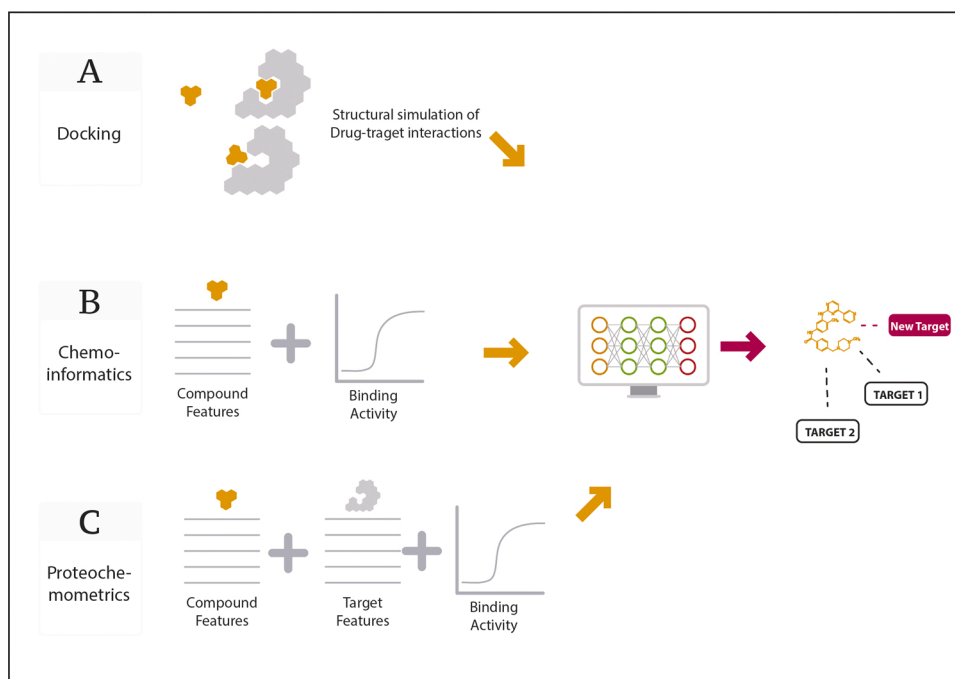 A
Docking
Structural simulation of
Drug-traget interactions
B
Chemo-
informatics
Compound
Features
Binding
Activity
New Target
TARGET 1
TARGET 2
C
Proteoche-
mometrics
Compound
Features
Target
Features
Binding
Activity